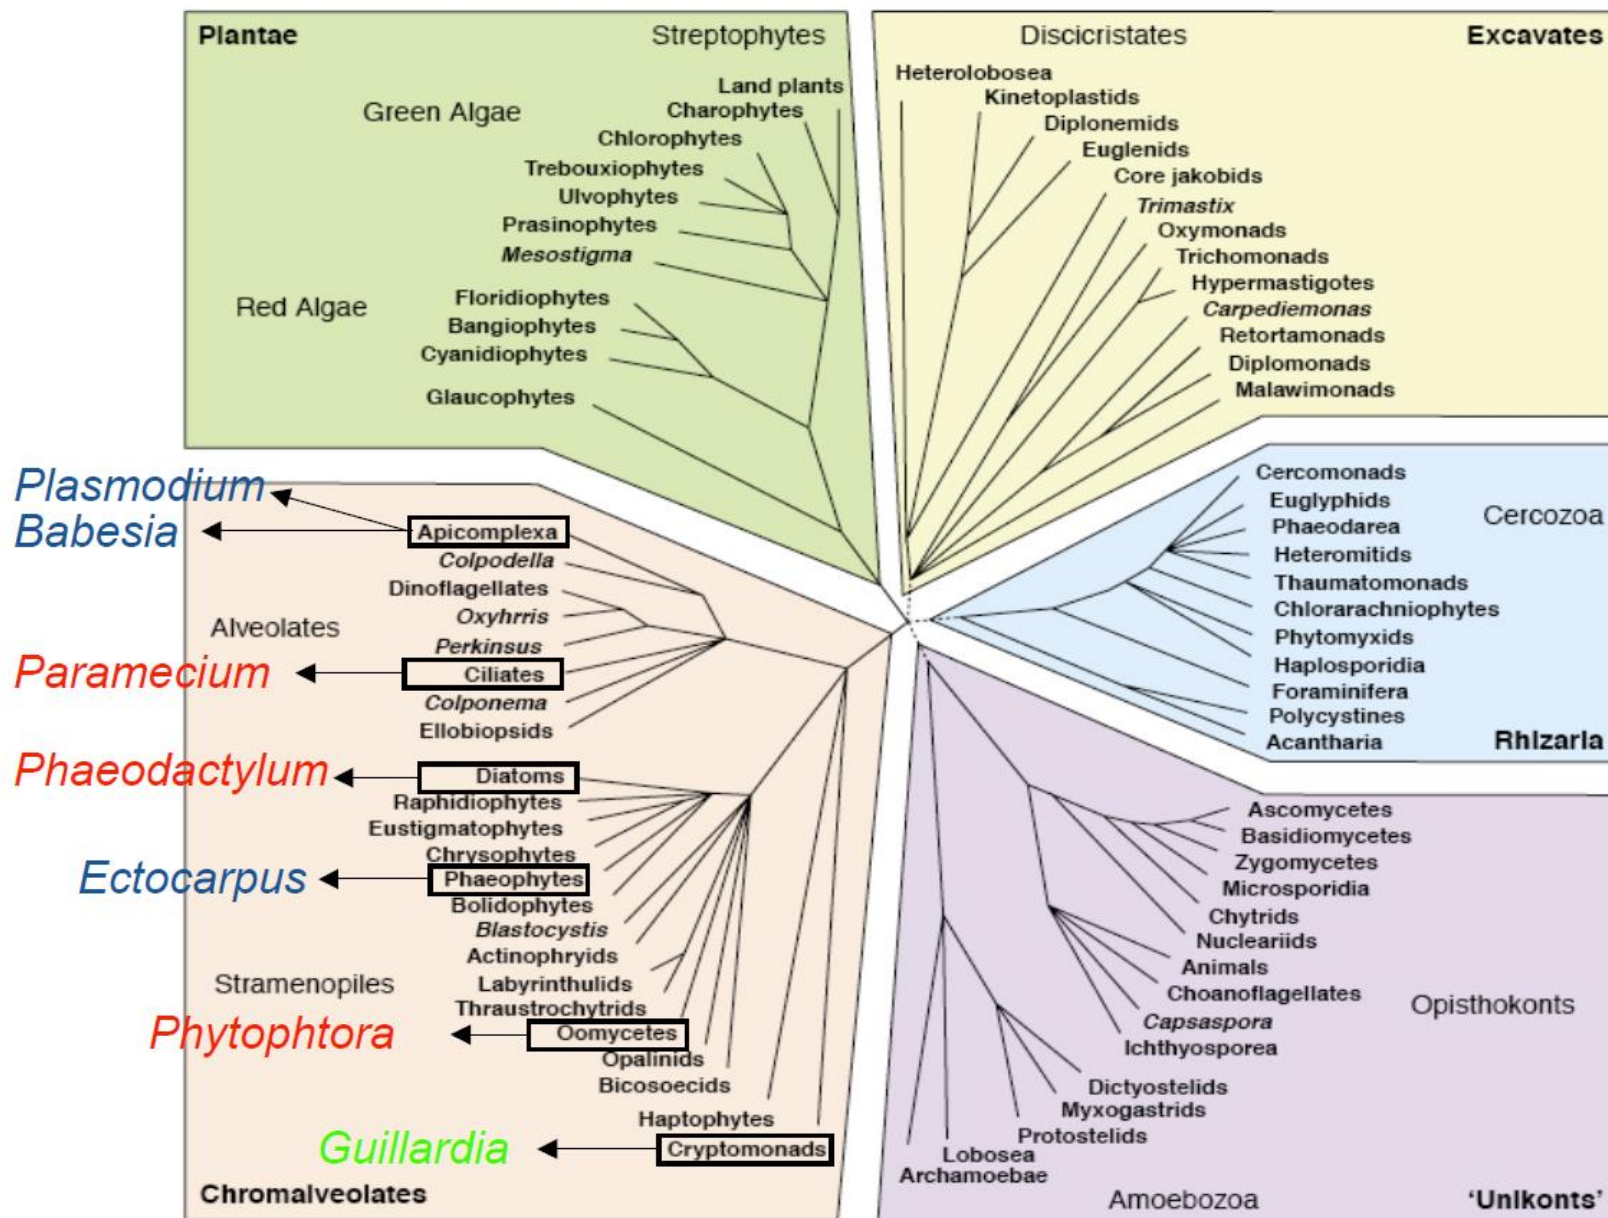 Plantae
Streptophytes
Land plants
Charophytes
Green Algae
Chlorophytes
Trebouxiophytes
Ulvophytes
Prasinophytes
Mesostigma
Floridiophytes
Red Algae
Bangiophytes
Cyanidiophytes
Glaucophytes
Discicristates
Excavates
Heterolobosea
Kinetoplastids
Diplonemids
Euglenids
Core jakobids
Trimastix
Oxymonads
Trichomonads
Hypermastigotes
Carpediemonas
Retortamonads
Diplomonads
Malawimonads
Cercomonads
Euglyphids
Cercozoa
Phaeodarea
Heteromitids
Thaumatomonads
Chlorarachniophytes
Phytomyxids
Haplosporidia
Foraminifera
Polycystines
Acantharia
Rhizaria
Plasmodium
Babesia
Apicomplexa
Colpodella
Dinoflagellates
Oxyhrris
Alveolates
Perkinsus
Paramecium
Ciliates
Colponema
Ellobiopsids
Phaeodactylum
Diatoms
Raphidiophytes
Eustigmatophytes
Chrysophytes
Ectocarpus
Phaeophytes
Bolidophytes
Blastocystis
Actinophryids
Stramenopiles
Labyrinthulids
Thraustrochytrids
Phytophtora
Oomycetes
Opalinids
Bicosoecids
Haptophytes
Guillardia
Cryptomonads
Chromalveolates
Ascomycetes
Basidiomycetes
Zygomycetes
Microsporidia
Chytrids
Nucleariids
Animals
Choanoflagellates
Opisthokonts
Capsaspora
Ichthyosporea
Dictyostelids
Myxogastrids
Protostelids
Lobosea
Archamoebae
Amoebozoa
'Unikonts'